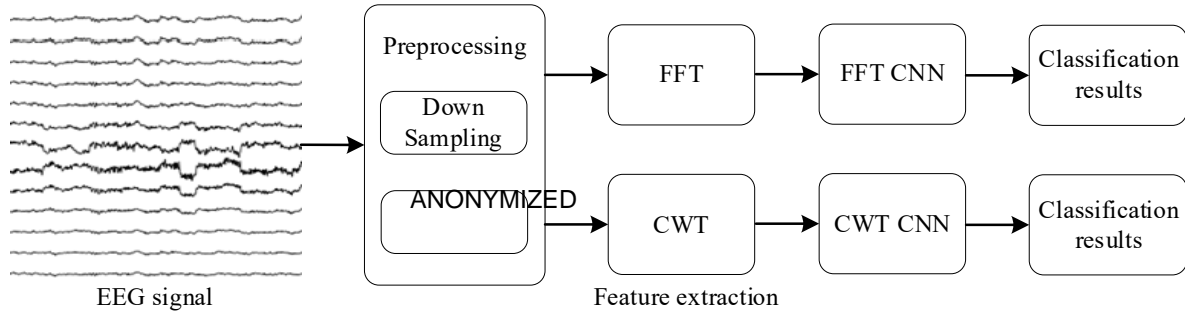 Preprocessing
Down
Sampling
ANONYMIZED
FFT
FFT CNN
Classification
results
CWT
CWT CNN
Classification
results
EEG signal
Feature extraction